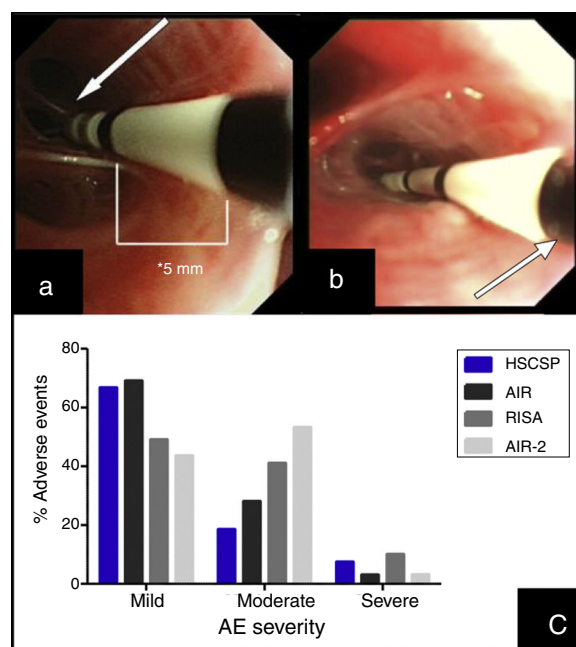 *5 mm
a
b
80
60
40
20
0
% Adverse events
Mild
Moderate
Severe
AE severity
HSCSP
AIR
RISA
AIR-2
C